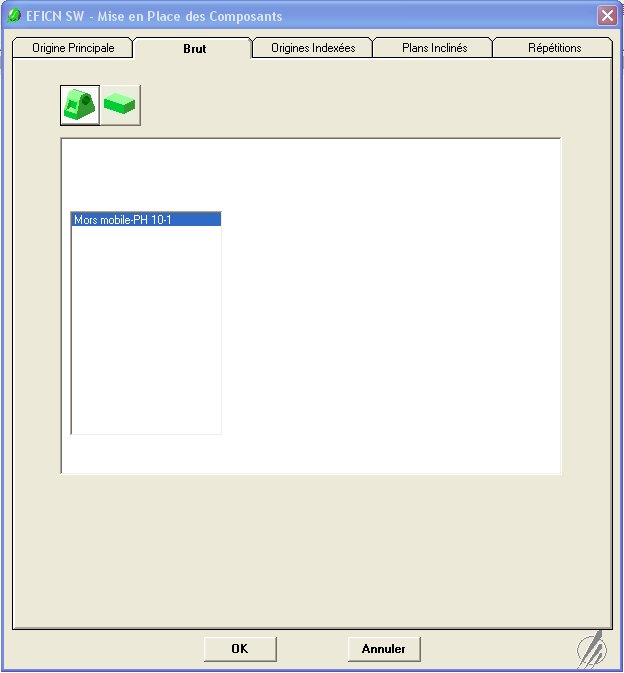 EFICN SW - Mise en Place des Composants
Origine Principale Brut Origines Indexées Plans Inclinés Répétitions
Mors mobile-PH 10-1
OK Annuler